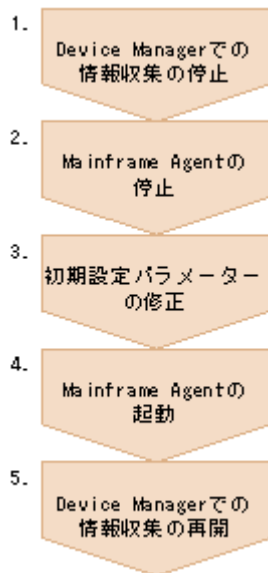 1.
Device Managerでの
情報収集の停止
2.
Mainframe Agentの
停止
3.
初期設定パラメーター
の修正
4.
Mainframe Agentの
起動
5.
Device Managerでの
情報収集の再開